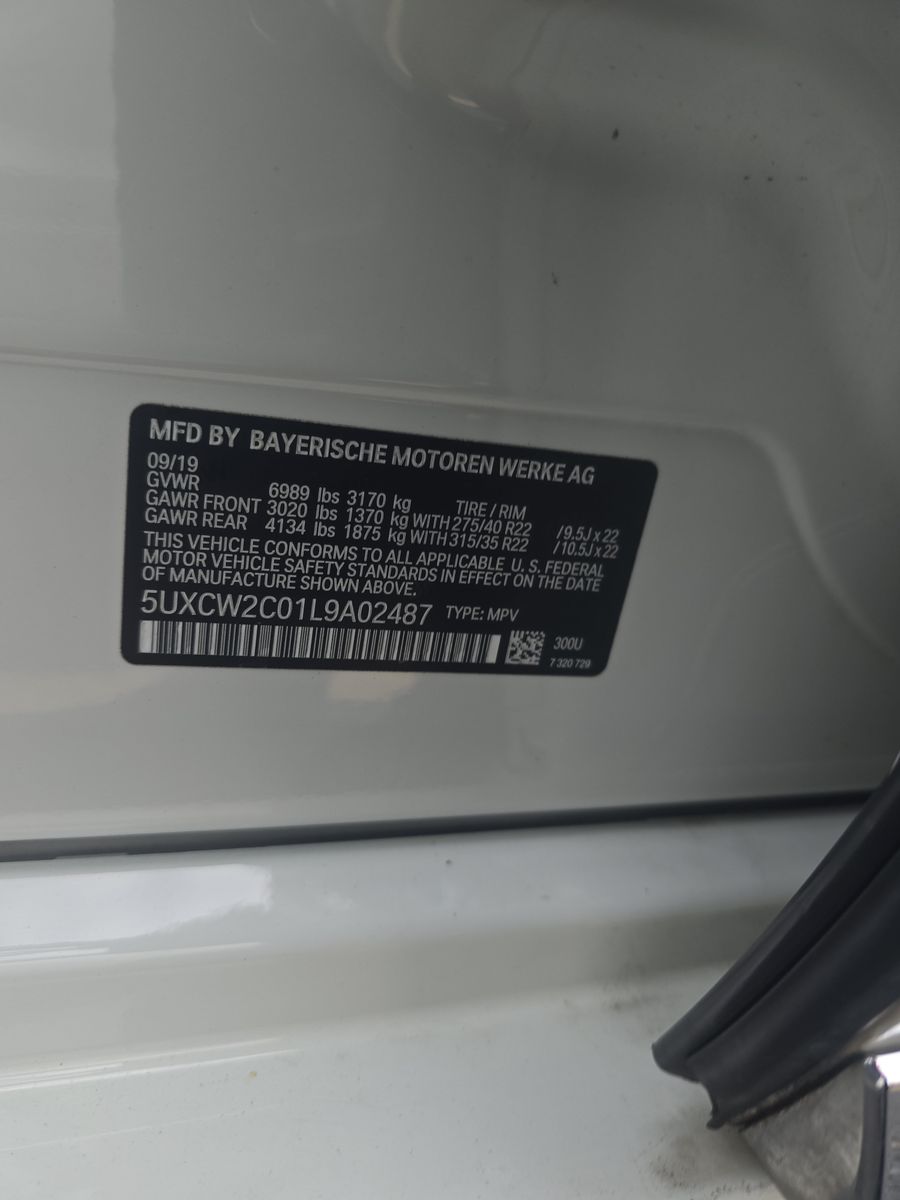 MFD BY BAYERISCHE MOTOREN WERKE AG
09/19
GVWR 6989 lbs 3170 kg TIRE / RIM
GAWR FRONT 3020 lbs 1370 kg WITH 275/40 R22 /9.5J x 22
GAWR REAR 4134 lbs 1875 kg WITH 315/35 R22 /10.5J x 22
THIS VEHICLE CONFORMS TO ALL APPLICABLE U. S. FEDERAL
MOTOR VEHICLE SAFETY STANDARDS IN EFFECT ON THE DATE
OF MANUFACTURE SHOWN ABOVE.
5UXCW2C01L9A02487 TYPE: MPV
300U
7 320 729